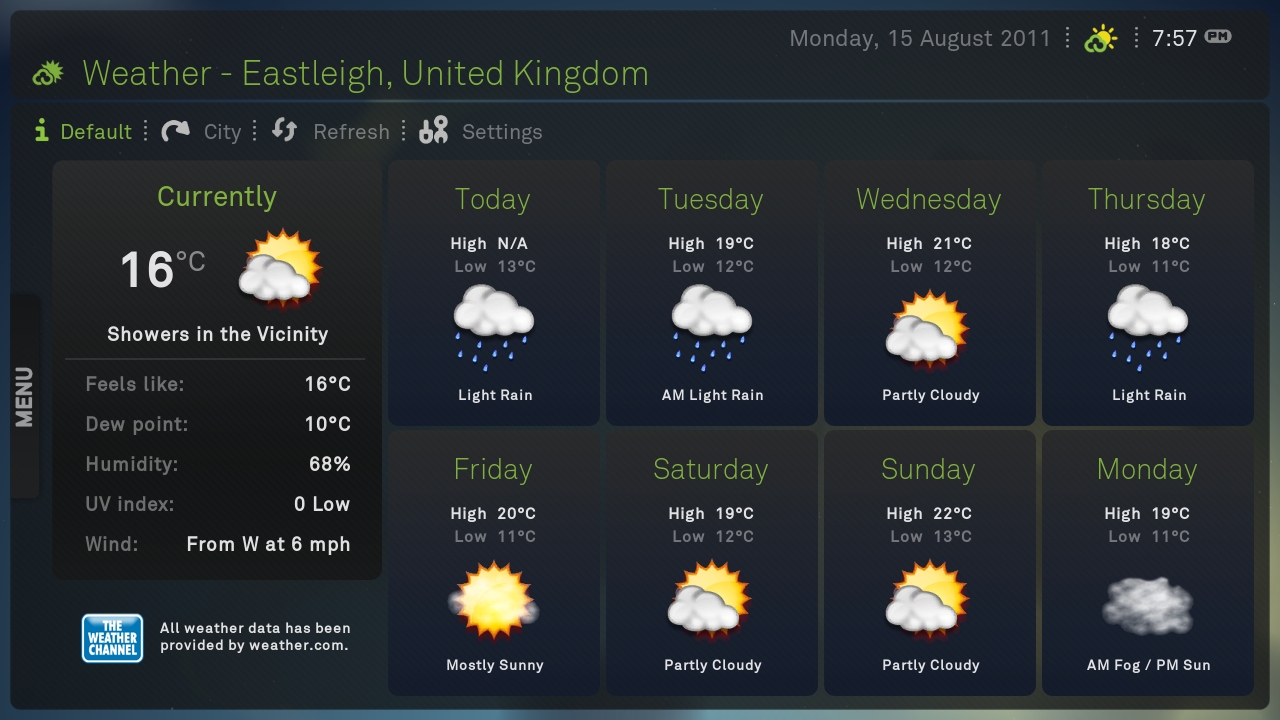 Monday, 15 August 2011 7:57 PM
Weather - Eastleigh, United Kingdom
Default City Refresh Settings
MENU
Currently
16°C
Showers in the Vicinity
Feels like: 16°C
Dew point: 10°C
Humidity: 68%
UV index: 0 Low
Wind: From W at 6 mph
THE
WEATHER
CHANNEL
All weather data has been
provided by weather.com.
Today
High N/A
Low 13°C
Light Rain
Tuesday
High 19°C
Low 12°C
AM Light Rain
Wednesday
High 21°C
Low 12°C
Partly Cloudy
Thursday
High 18°C
Low 11°C
Light Rain
Friday
High 20°C
Low 11°C
Mostly Sunny
Saturday
High 19°C
Low 12°C
Partly Cloudy
Sunday
High 22°C
Low 13°C
Partly Cloudy
Monday
High 19°C
Low 11°C
AM Fog / PM Sun